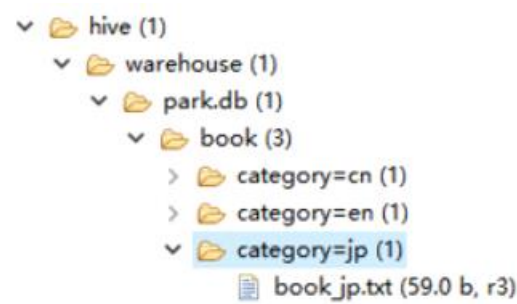 hive (1)
warehouse (1)
park.db (1)
book (3)
category=cn (1)
category=en (1)
category=jp (1)
book_jp.txt (59.0 b, r3)